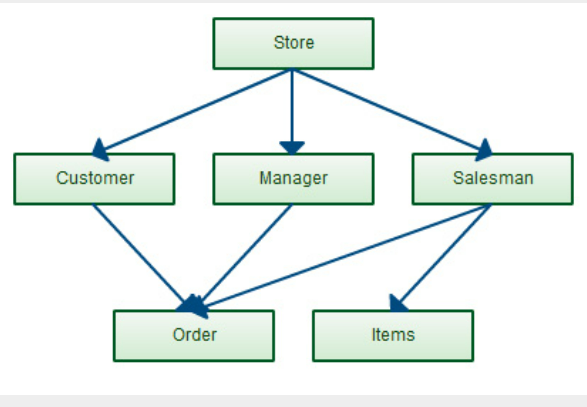 Store
Customer
Manager
Salesman
Order
Items